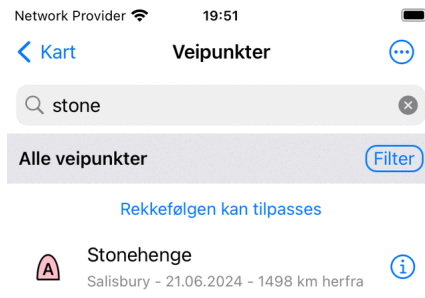 Network Provider 19:51
Kart Veipunkter
stone
Alle veipunkter Filter
Rekkefølgen kan tilpasses
A Stonehenge
Salisbury - 21.06.2024 - 1498 km herfra